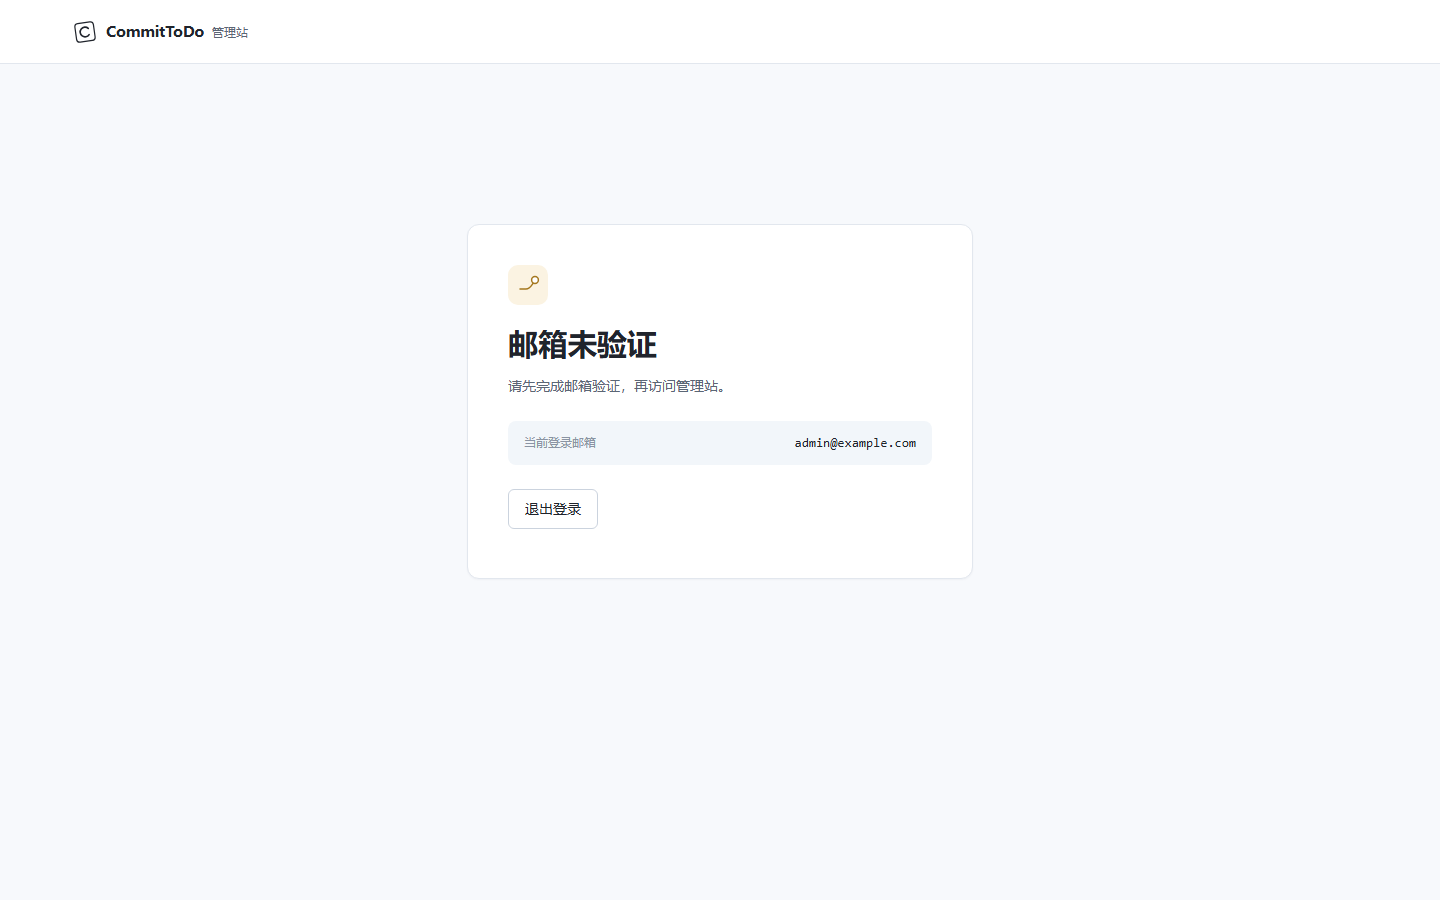 CommitToDo 管理站
邮箱未验证
请先完成邮箱验证，再访问管理站。
当前登录邮箱 admin@example.com
退出登录